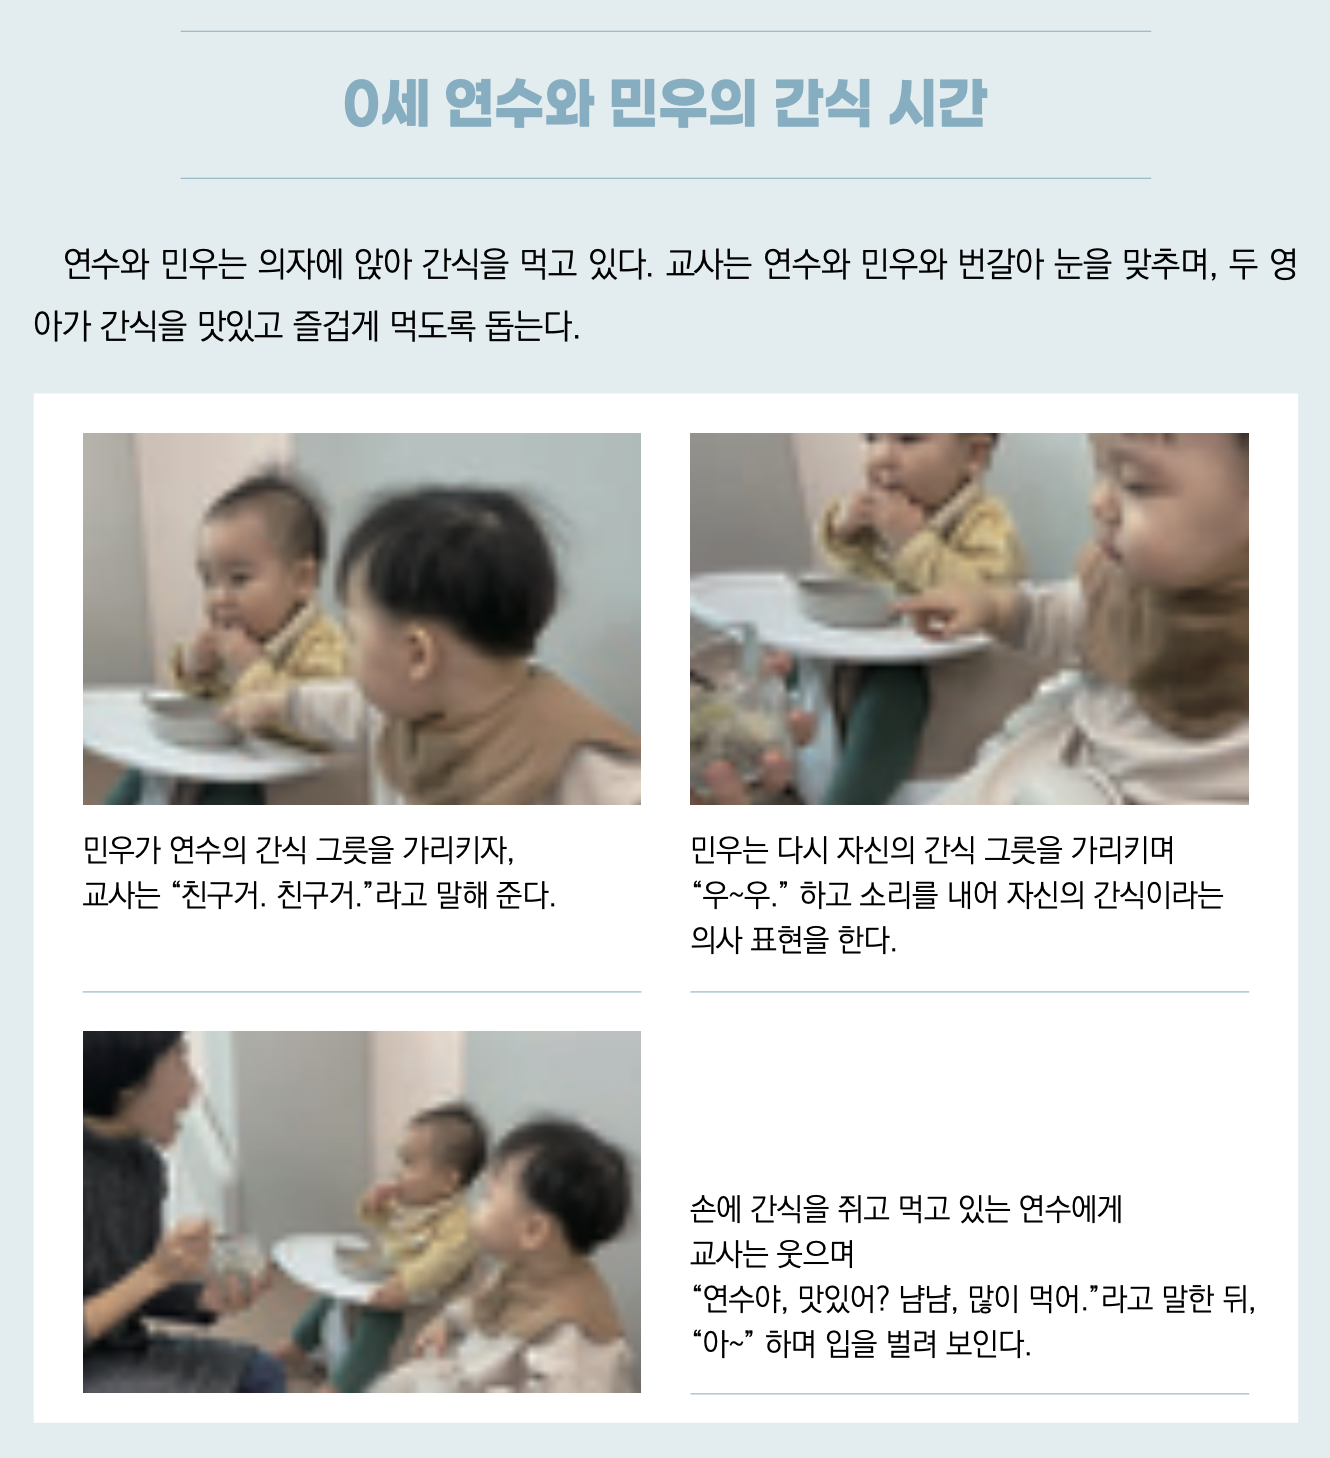 0세 연수와 민우의 간식 시간
연수와 민우는 의자에 앉아 간식을 먹고 있다. 교사는 연수와 민우와 번갈아 눈을 맞추며, 두 영
아가 간식을 맛있고 즐겁게 먹도록 돕는다.
민우가 연수의 간식 그릇을 가리키자,
교사는 “친구거. 친구거.”라고 말해 준다.
민우는 다시 자신의 간식 그릇을 가리키며
“우~우.” 하고 소리를 내어 자신의 간식이라는
의사 표현을 한다.
손에 간식을 쥐고 먹고 있는 연수에게
교사는 웃으며
“연수야, 맛있어? 냠냠, 많이 먹어.”라고 말한 뒤,
“아~” 하며 입을 벌려 보인다.